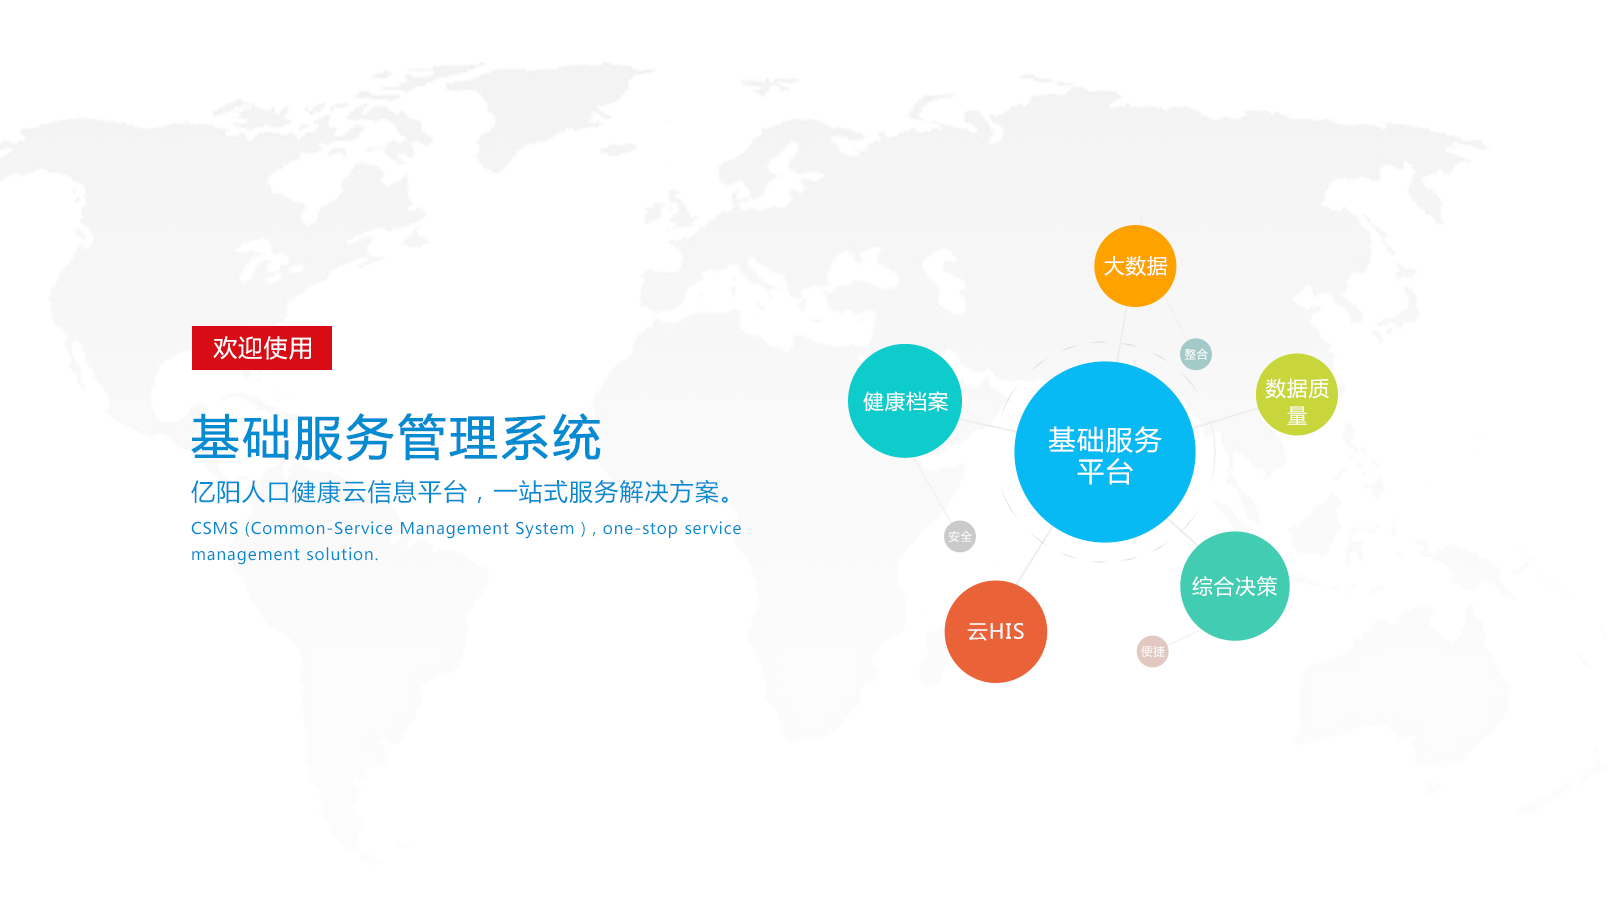 欢迎使用
基础服务管理系统
亿阳人口健康云信息平台，一站式服务解决方案。
CSMS (Common-Service Management System ) , one-stop service
management solution.
大数据
整合
健康档案
数据质
量
基础服务
平台
安全
综合决策
云HIS
便捷